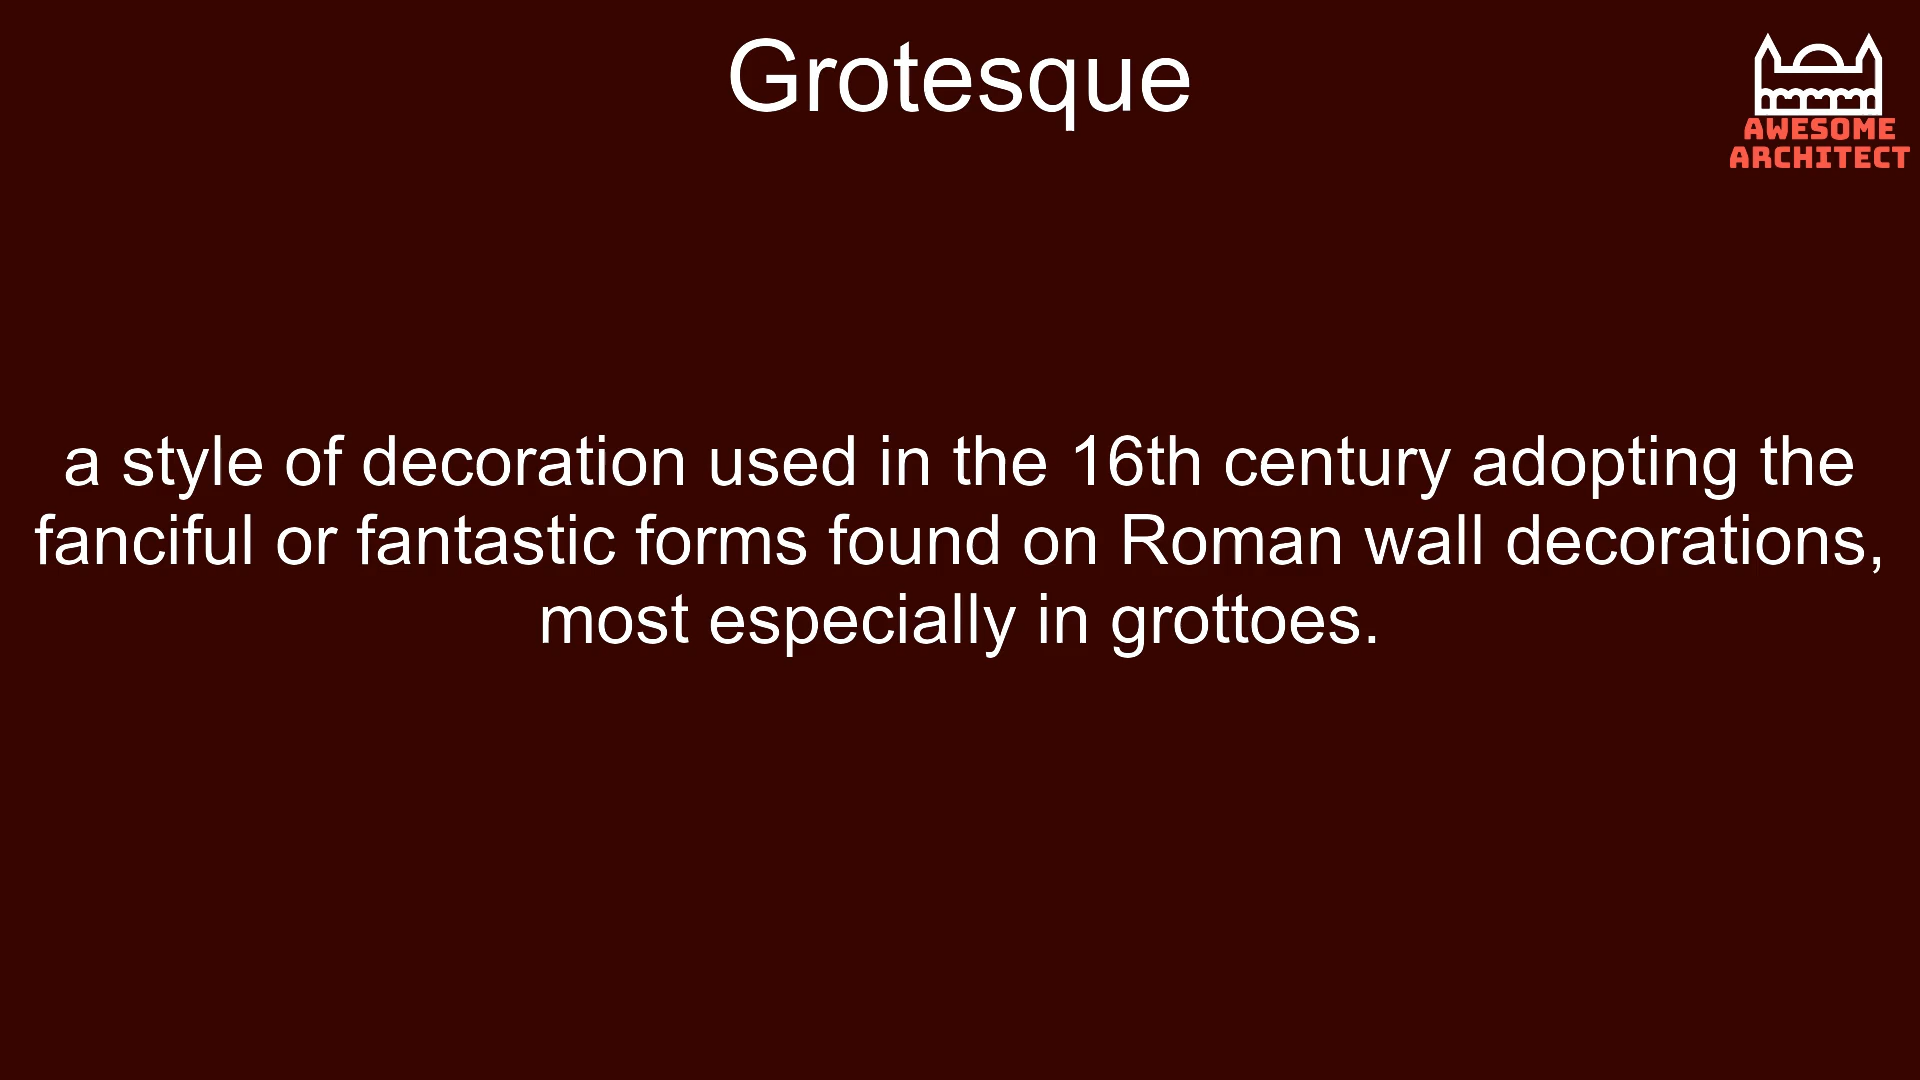 Grotesque
AWESOME
ARCHITECT
a style of decoration used in the 16th century adopting the
fanciful or fantastic forms found on Roman wall decorations,
most especially in grottoes.